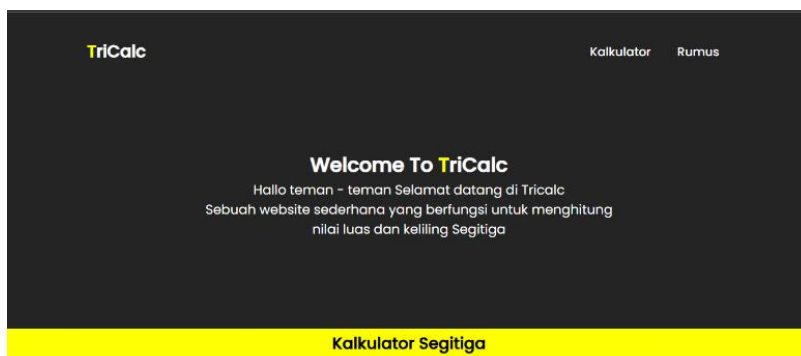 TriCalc
Kalkulator Rumus
Welcome To TriCalc
Hallo teman - teman Selamat datang di Tricalc
Sebuah website sederhana yang berfungsi untuk menghitung
nilai luas dan keliling Segitiga
Kalkulator Segitiga